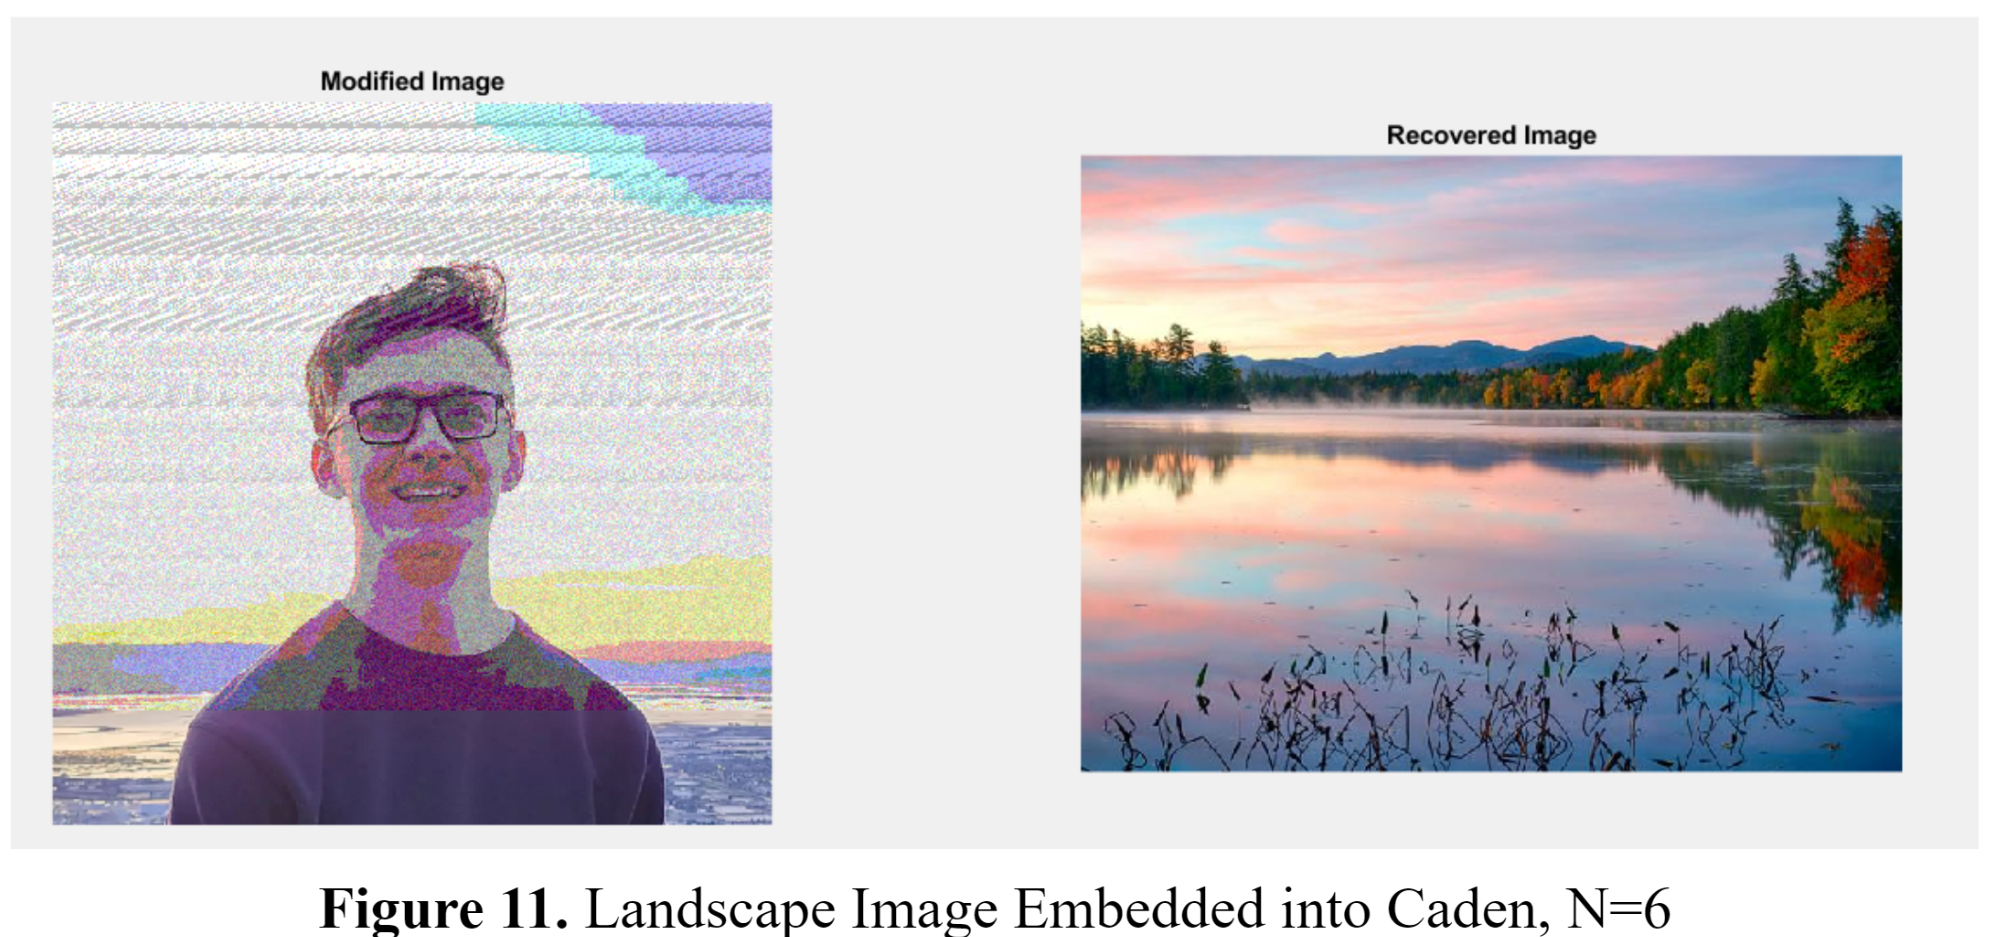 Modified Image
Recovered Image
Figure 11. Landscape Image Embedded into Caden, N=6